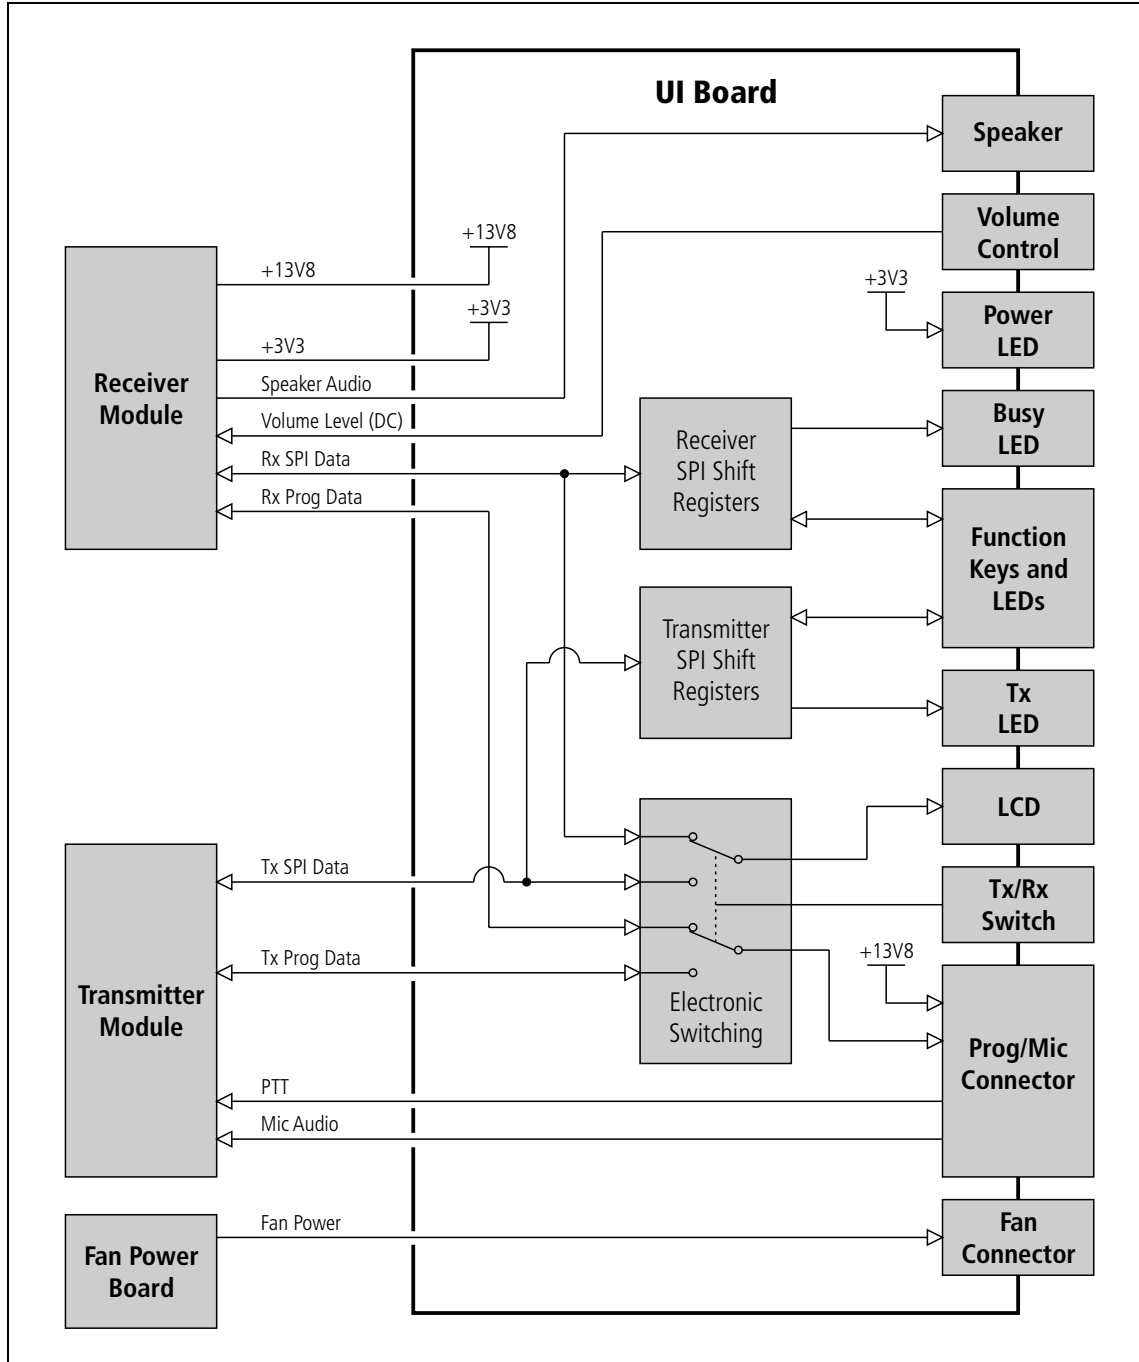 UI Board
Speaker
Volume
Control
+13V8
+13V8
+3V3
Power
LED
+3V3
+3V3
Receiver
Module
Speaker Audio
Volume Level (DC)
Rx SPI Data
Rx Prog Data
Receiver
SPI Shift
Registers
Busy
LED
Function
Keys and
LEDs
Transmitter
SPI Shift
Registers
Tx
LED
LCD
Tx SPI Data
Tx/Rx
Switch
Tx Prog Data
+13V8
Transmitter
Module
Electronic
Switching
Prog/Mic
Connector
PTT
Mic Audio
Fan Power
Fan Power
Board
Fan
Connector